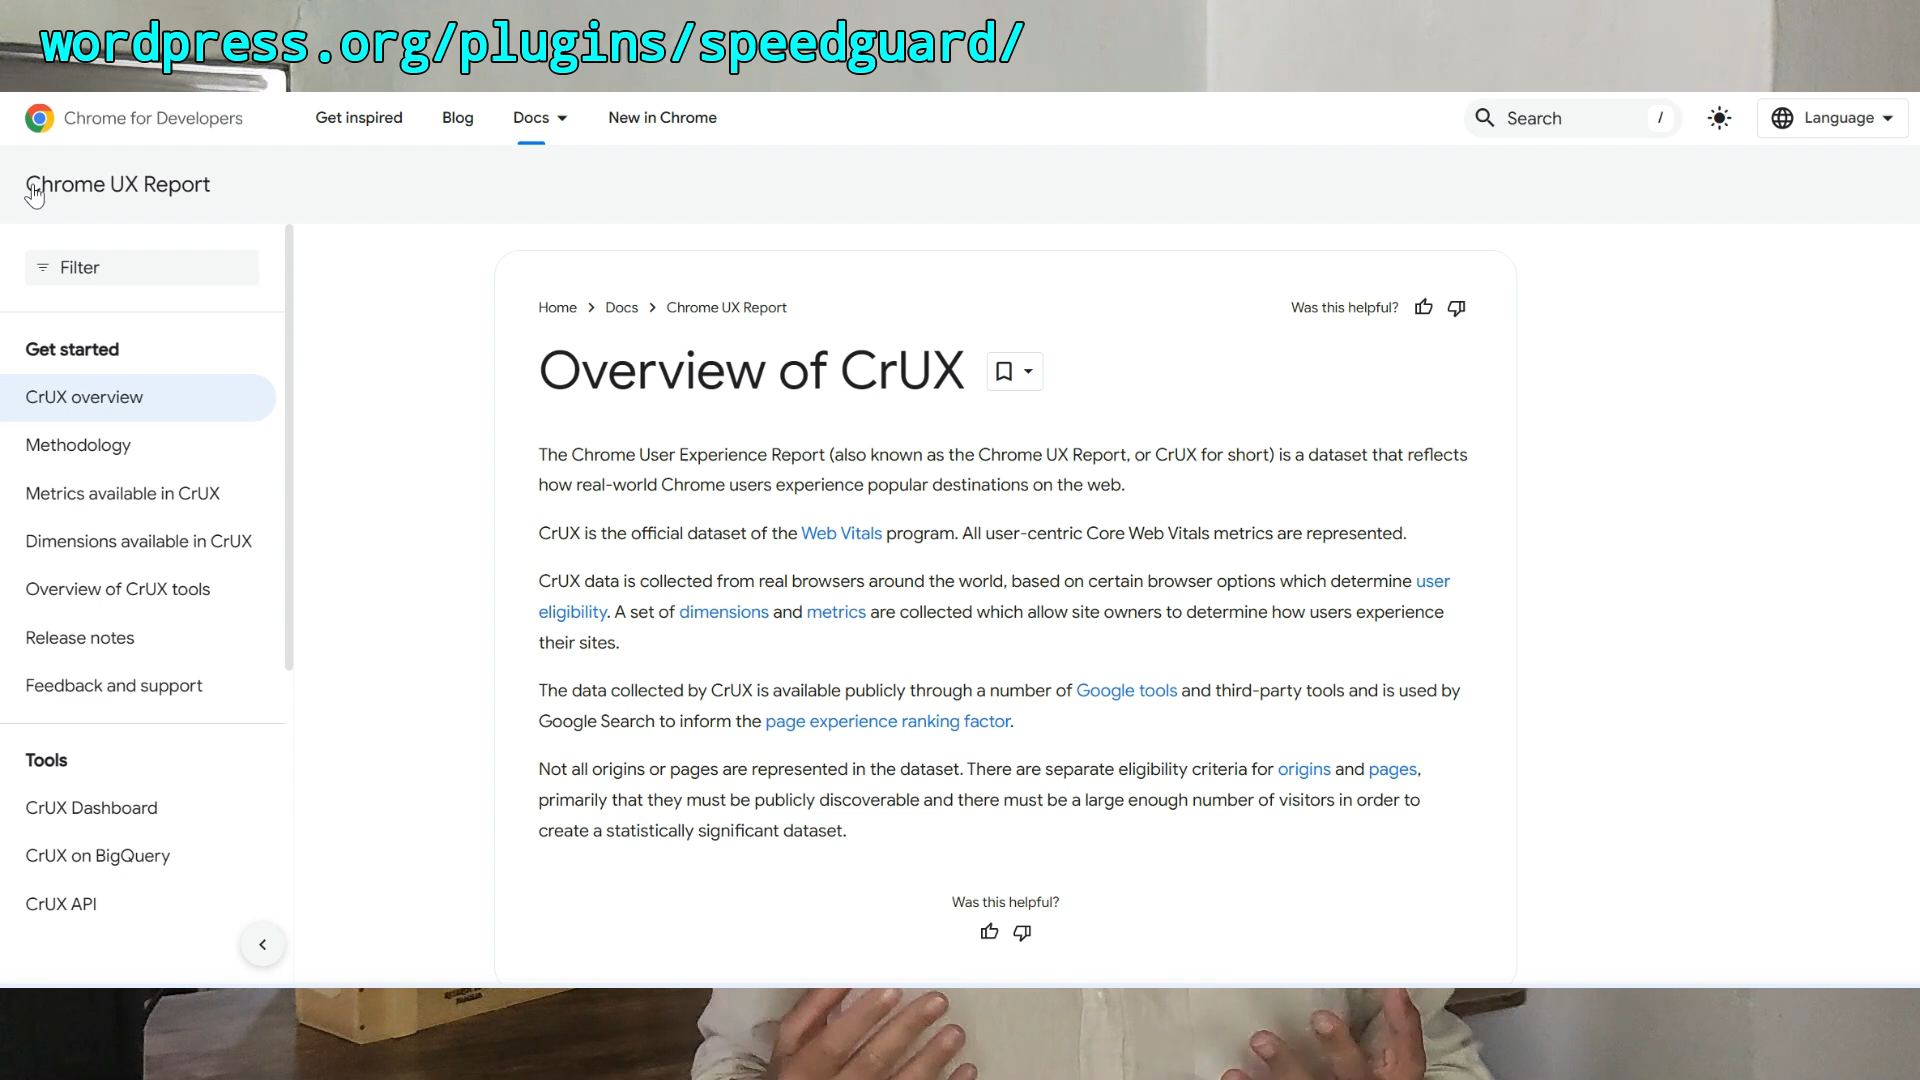 wordpress.org/plugins/speedguard/
Chrome for Developers
Get inspired
Blog
Docs
New in Chrome
Search
/
Language
Chrome UX Report
Filter
Get started
CrUX overview
Methodology
Metrics available in CrUX
Dimensions available in CrUX
Overview of CrUX tools
Release notes
Feedback and support
Tools
CrUX Dashboard
CrUX on BigQuery
CrUX API
Home > Docs > Chrome UX Report
Was this helpful?
Overview of CrUX
The Chrome User Experience Report (also known as the Chrome UX Report, or CrUX for short) is a dataset that reflects
how real-world Chrome users experience popular destinations on the web.
CrUX is the official dataset of the Web Vitals program. All user-centric Core Web Vitals metrics are represented.
CrUX data is collected from real browsers around the world, based on certain browser options which determine user
eligibility. A set of dimensions and metrics are collected which allow site owners to determine how users experience
their sites.
The data collected by CrUX is available publicly through a number of Google tools and third-party tools and is used by
Google Search to inform the page experience ranking factor.
Not all origins or pages are represented in the dataset. There are separate eligibility criteria for origins and pages,
primarily that they must be publicly discoverable and there must be a large enough number of visitors in order to
create a statistically significant dataset.
Was this helpful?